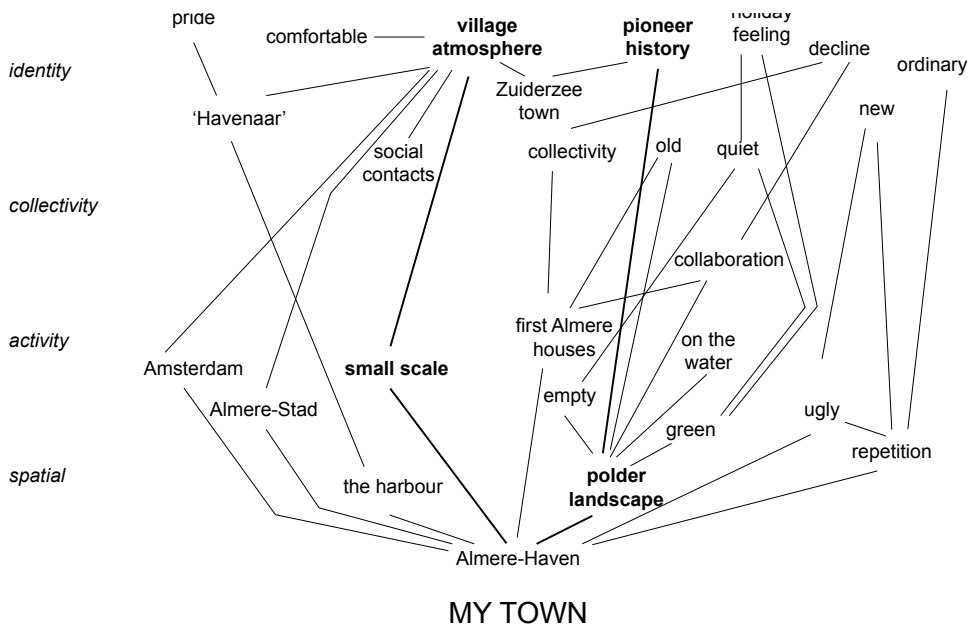 pride
comfortable
village
atmosphere
pioneer
history
holiday
feeling
decline
ordinary
identity
'Havenaar'
Zuiderzee
town
new
social
contacts
collectivity
old
quiet
collectivity
collaboration
activity
first Almere
houses
on the
water
Amsterdam
small scale
empty
Almere-Stad
green
ugly
repetition
spatial
the harbour
polder
landscape
Almere-Haven
MY TOWN